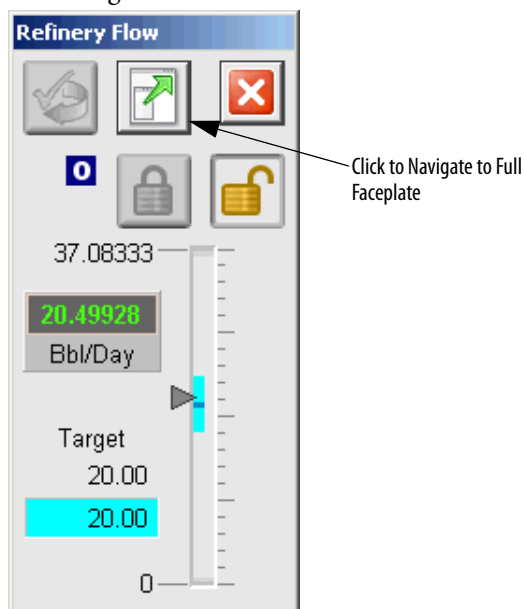 Refinery Flow
Click to Navigate to Full
Faceplate
O
37.08333
20.49928
Bbl/Day
Target
20.00
20.00
0